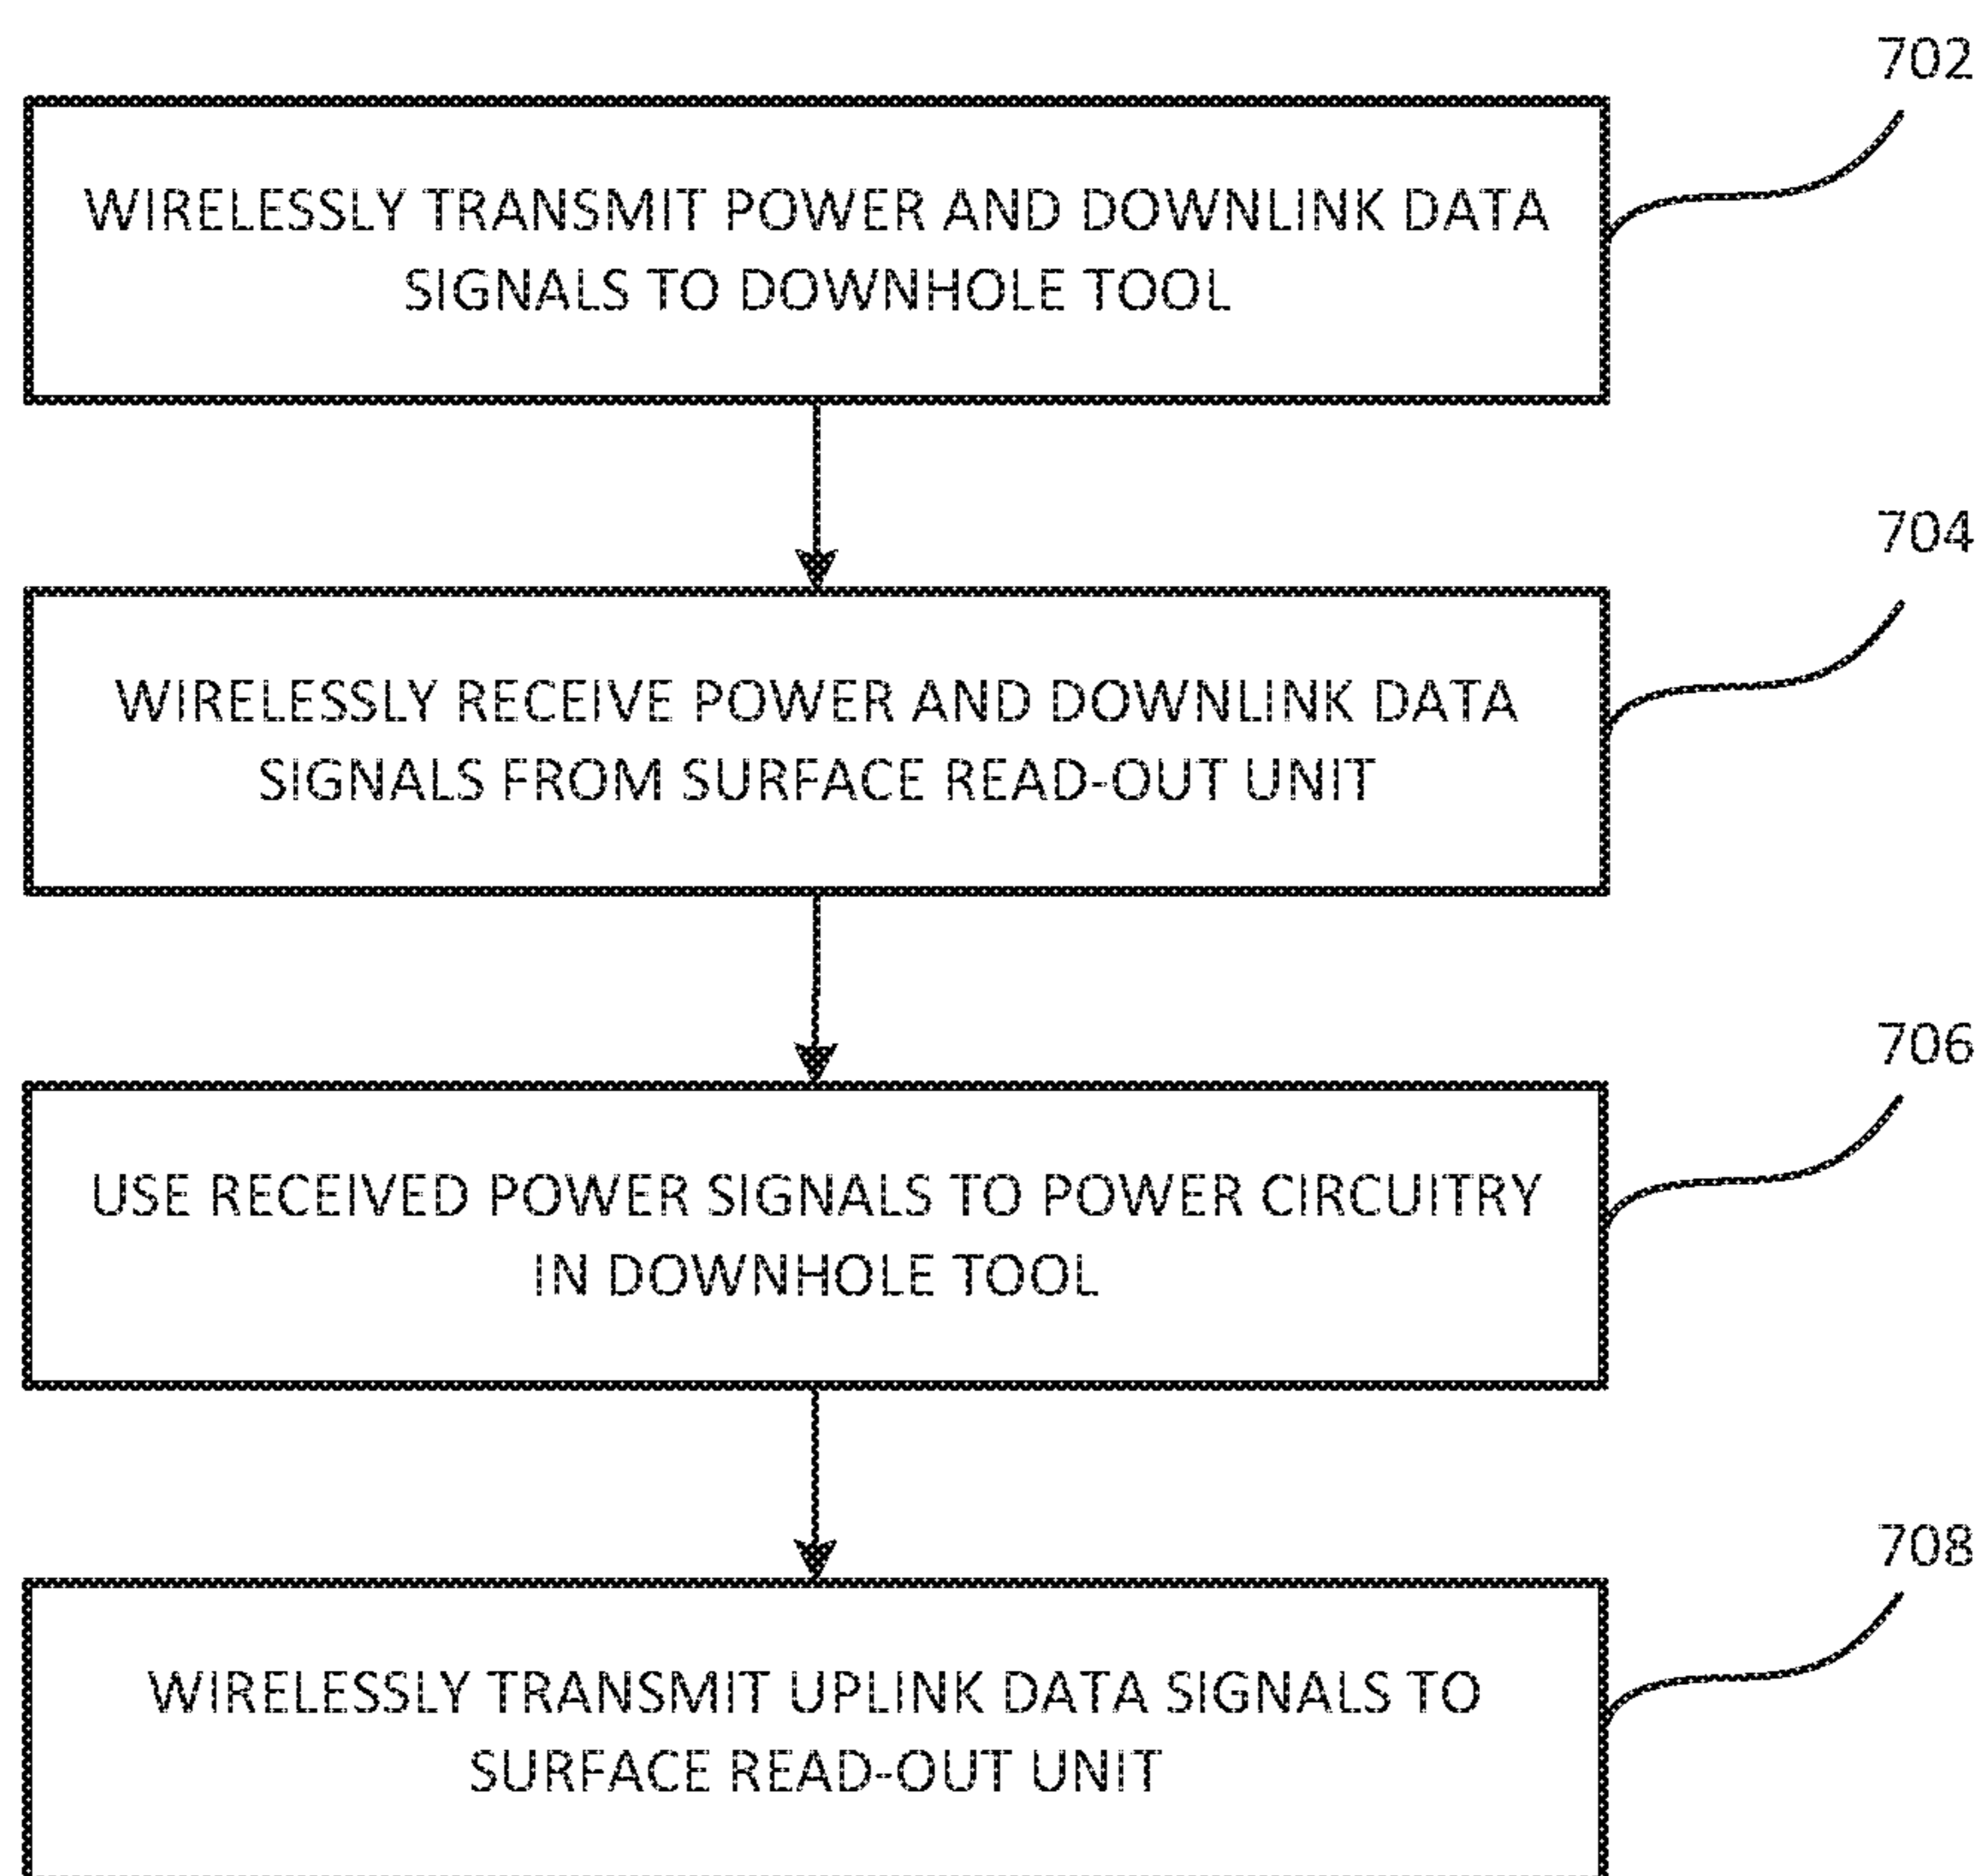 702
WIRELESSLY TRANSMIT POWER AND DOWNLINK DATA
SIGNALS TO DOWNHOLE TOOL
704
WIRELESSLY RECEIVE POWER AND DOWNLINK DATA
SIGNALS FROM SURFACE READ-OUT UNIT
706
USE RECEIVED POWER SIGNALS TO POWER CIRCUITRY
IN DOWNHOLE TOOL
708
WIRELESSLY TRANSMIT UPLINK DATA SIGNALS TO
SURFACE READ-OUT UNIT